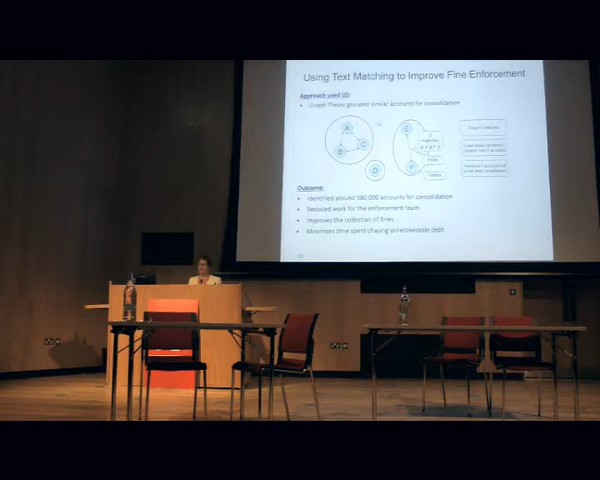 Using Text Matching to Improve Fine Enforcement
Approach used (2):
• Graph Theory grouped similar accounts for consolidation
A
B
C
D
E
F
Outcome:
• Identified around 380,000 accounts for consolidation
• Reduced work for the enforcement team
• Improves the collection of fines
• Minimises time spent chasing unrecoverable debt